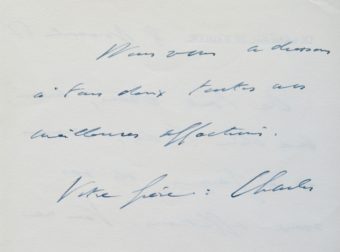 Nous vous adressons
à tous deux toutes nos
meilleures affections.
Votre frère : Charles